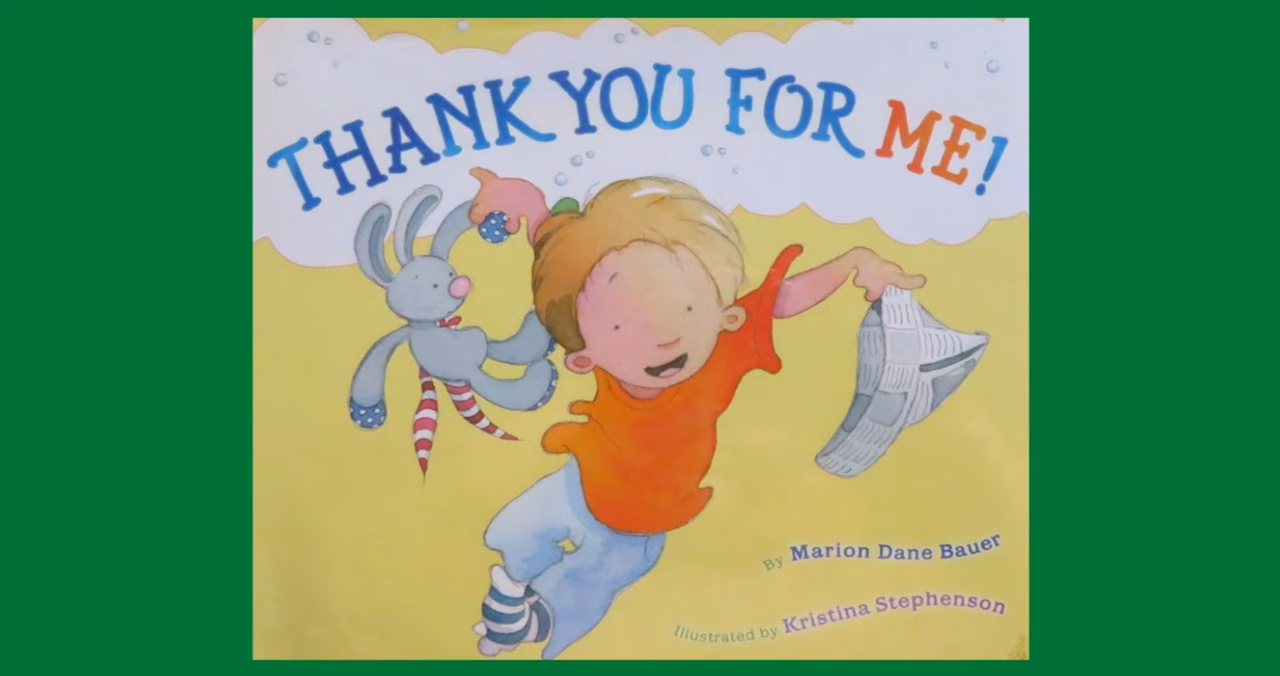 THANK YOU FOR ME!
By Marion Dane Bauer
Illustrated by Kristina Stephenson